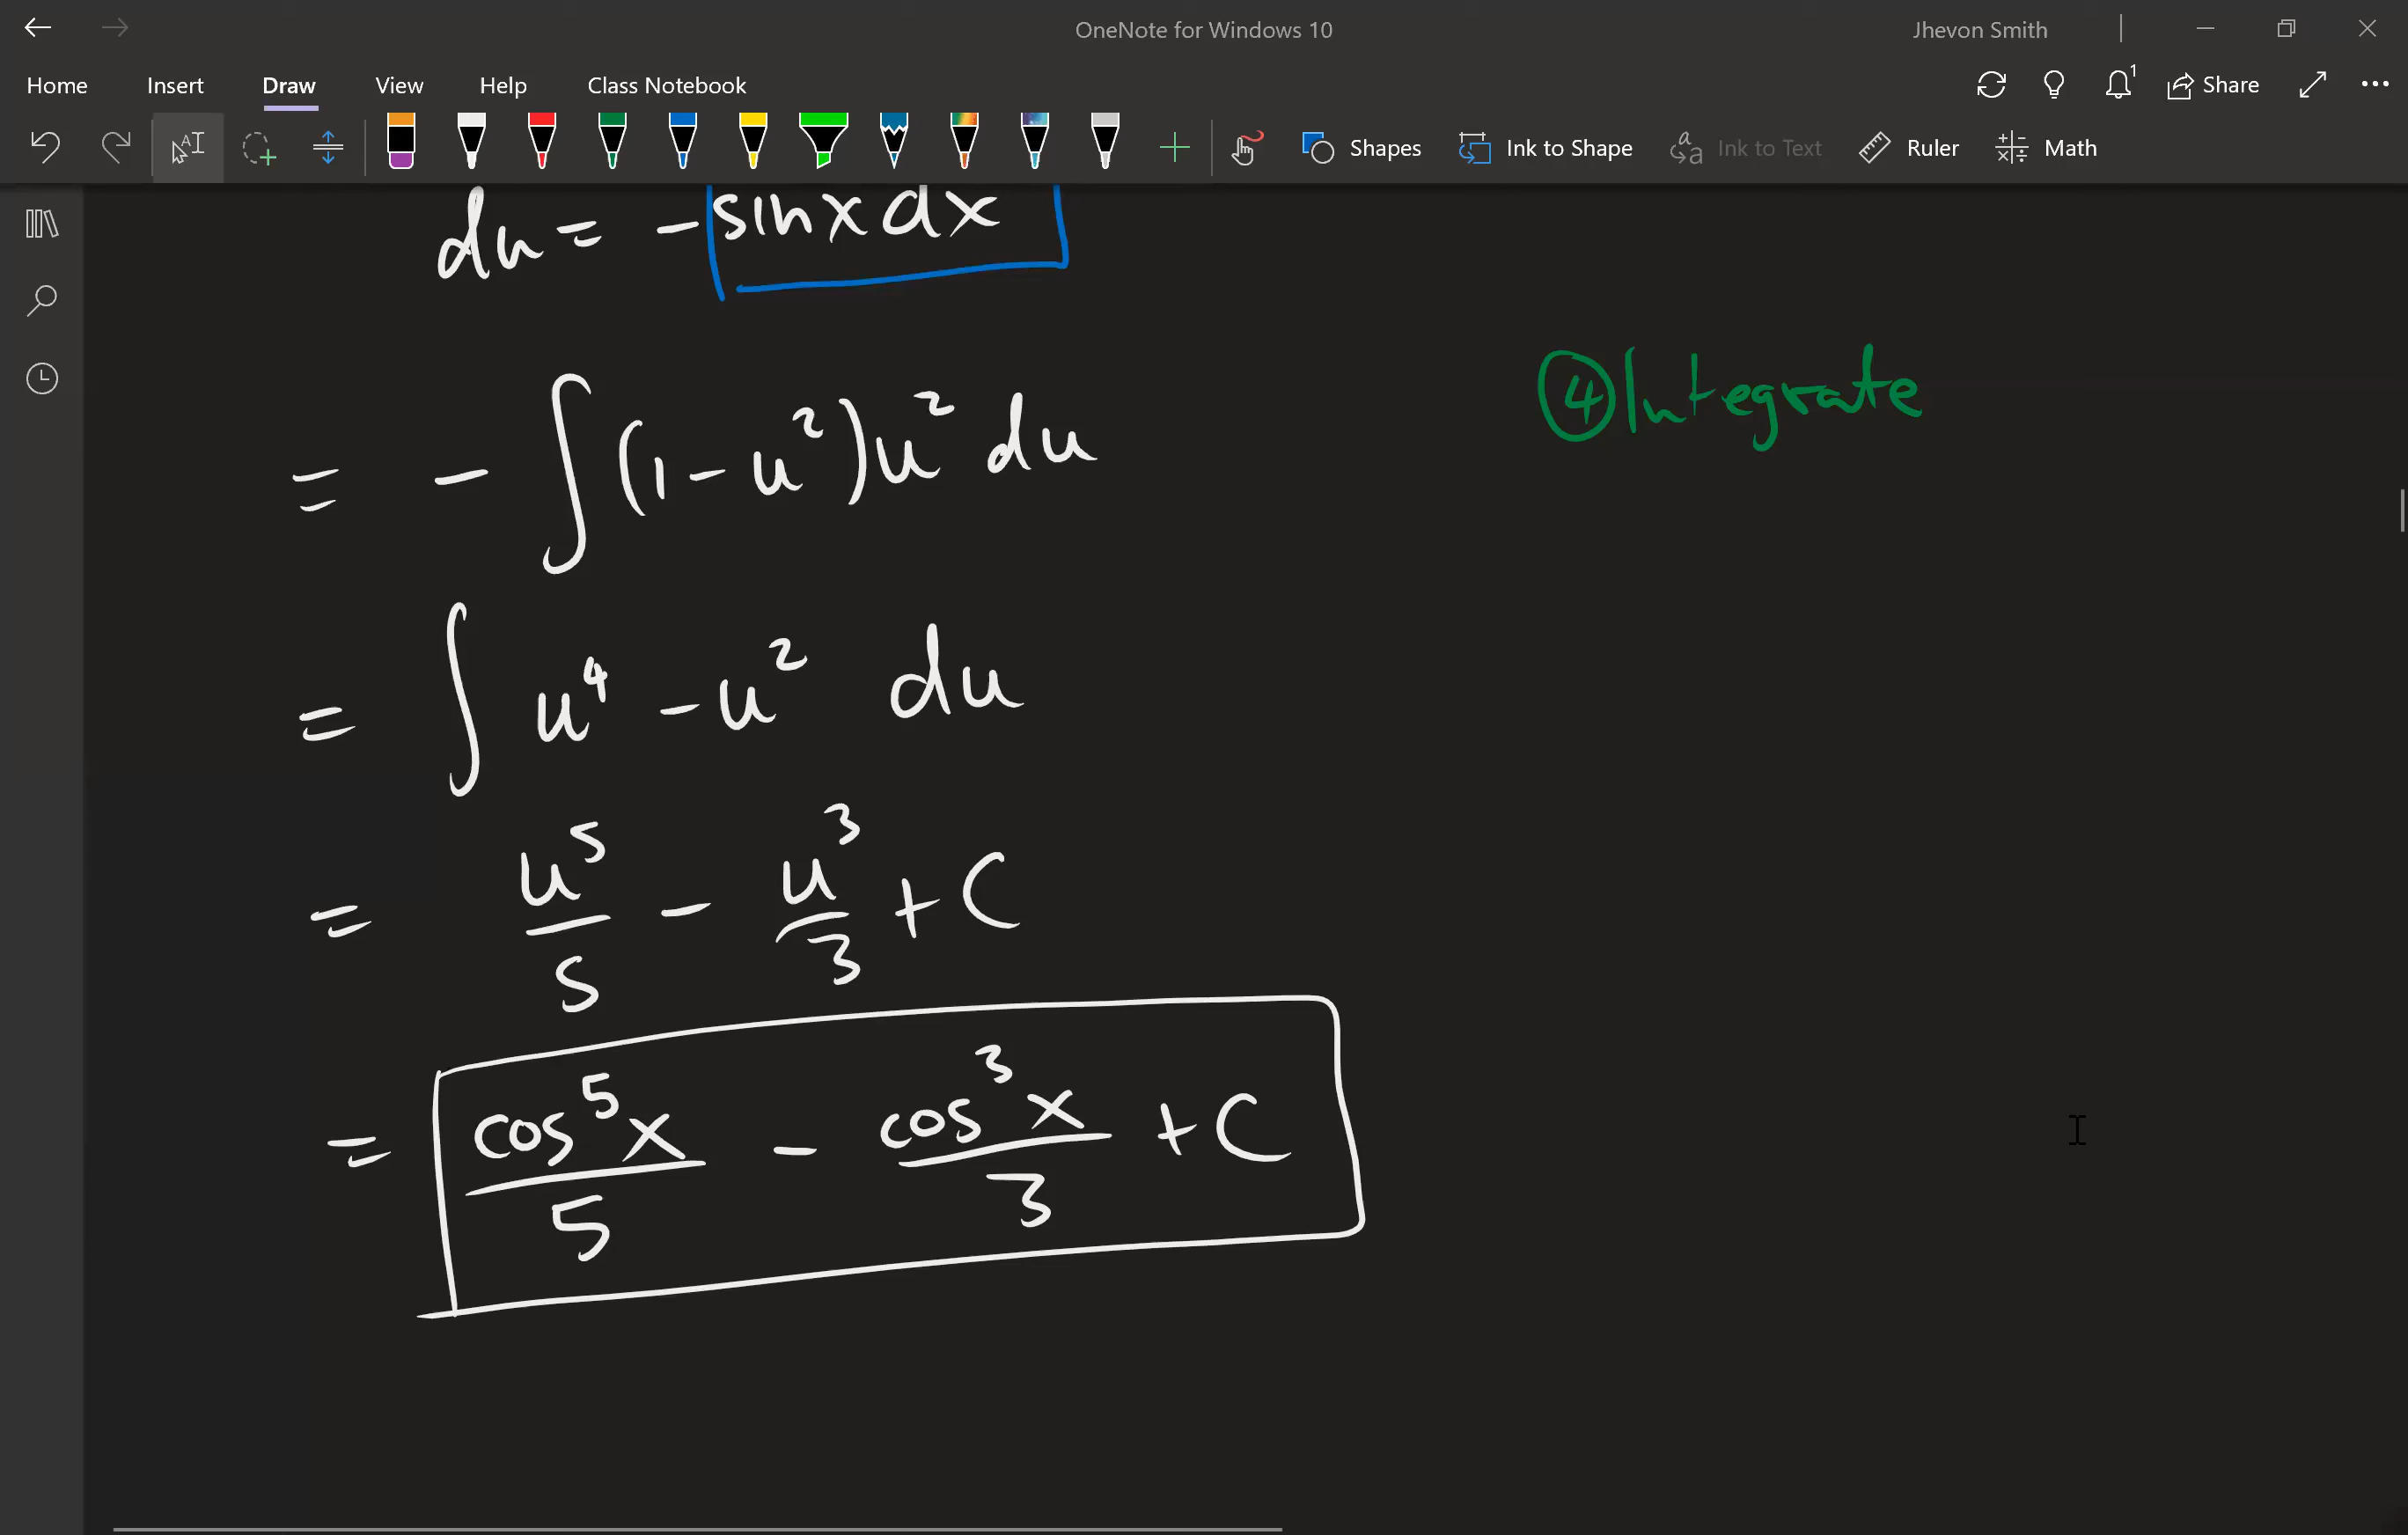 OneNote for Windows 10
Jhevon Smith
Home Insert Draw View Help Class Notebook
1 Share
Shapes Ink to Shape Ink to Text Ruler Math
du = - sinx dx
④ Integrate
= - ∫ (1 - u²) u² du
= ∫ u⁴ - u² du
= u⁵/5 - u³/3 + C
= cos⁵x/5 - cos³x/3 + C